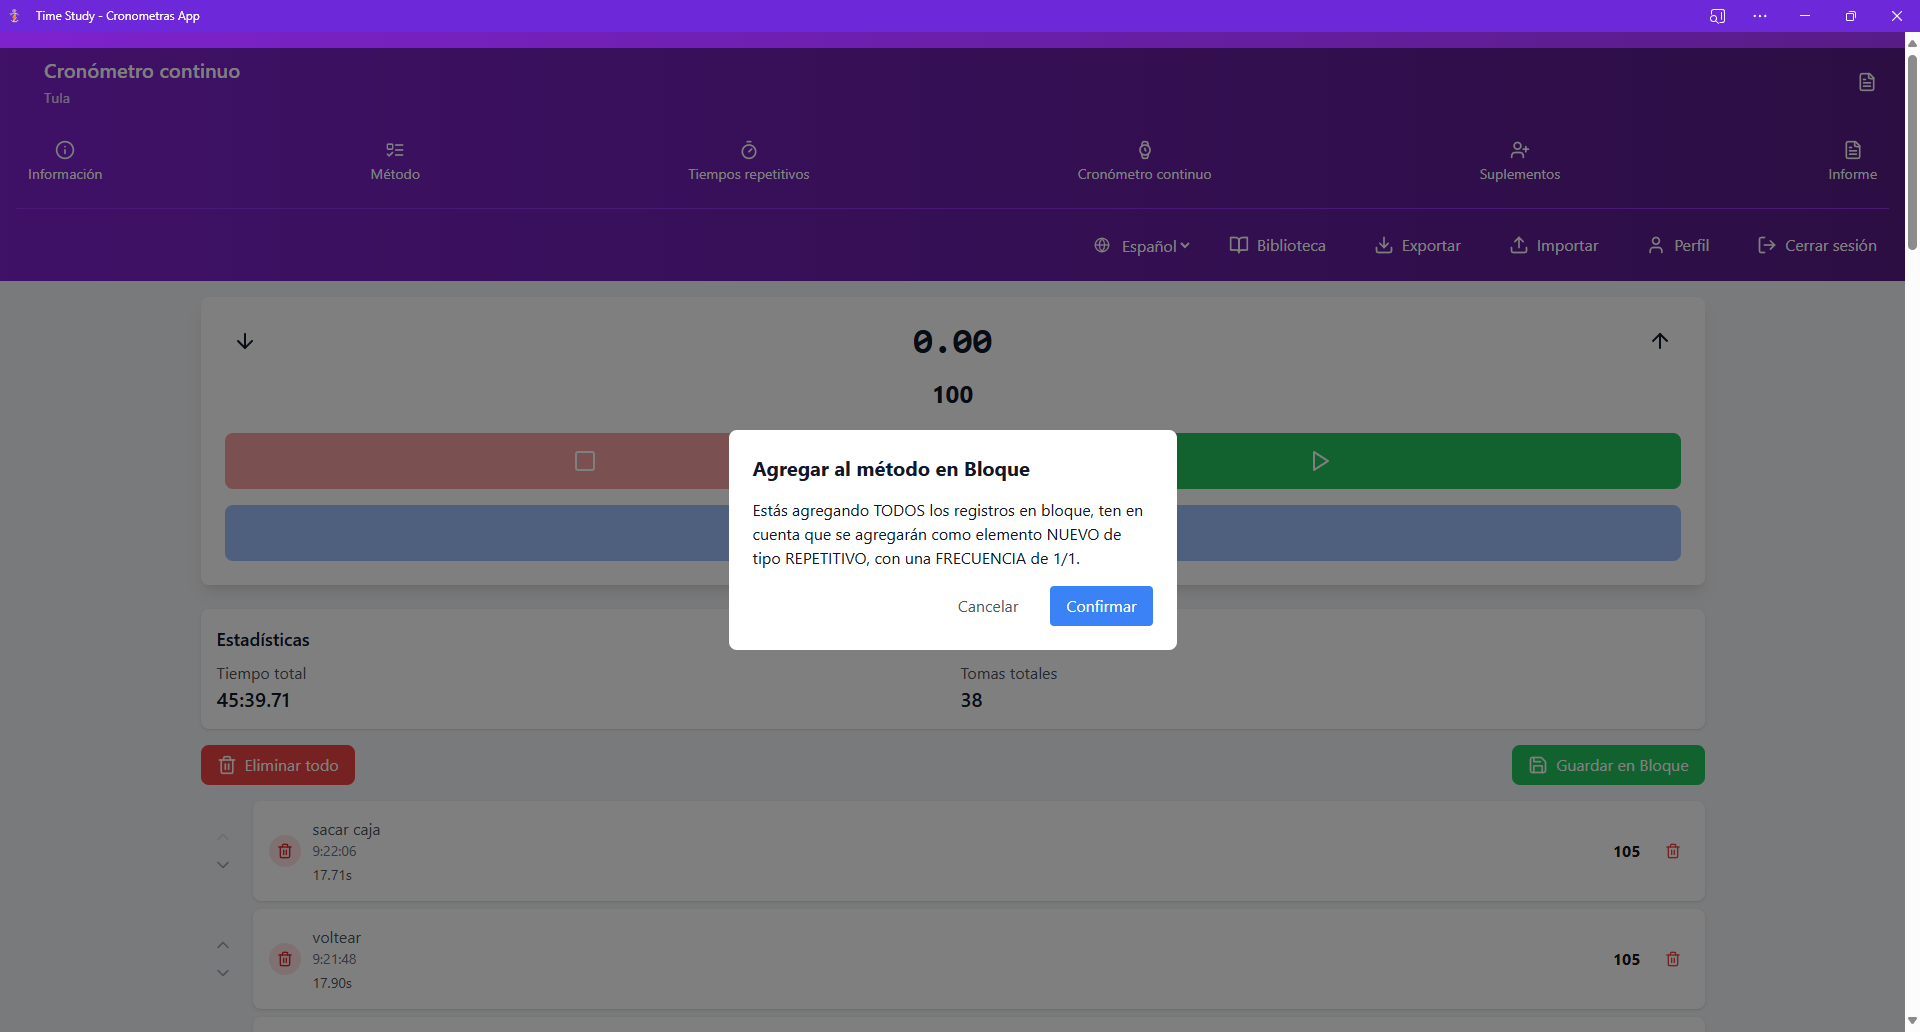 Time Study - Cronometras App
Cronómetro continuo
Tula
Información
Método
Tiempos repetitivos
Cronómetro continuo
Suplementos
Informe
Español
Biblioteca
Exportar
Importar
Perfil
Cerrar sesión
0.00
100
Agregar al método en Bloque
Estás agregando TODOS los registros en bloque, ten en
cuenta que se agregarán como elemento NUEVO de
tipo REPETITIVO, con una FRECUENCIA de 1/1.
Cancelar
Confirmar
Estadísticas
Tiempo total
45:39.71
Tomas totales
38
Eliminar todo
Guardar en Bloque
sacar caja
9:22:06
17.71s
105
voltear
9:21:48
17.90s
105